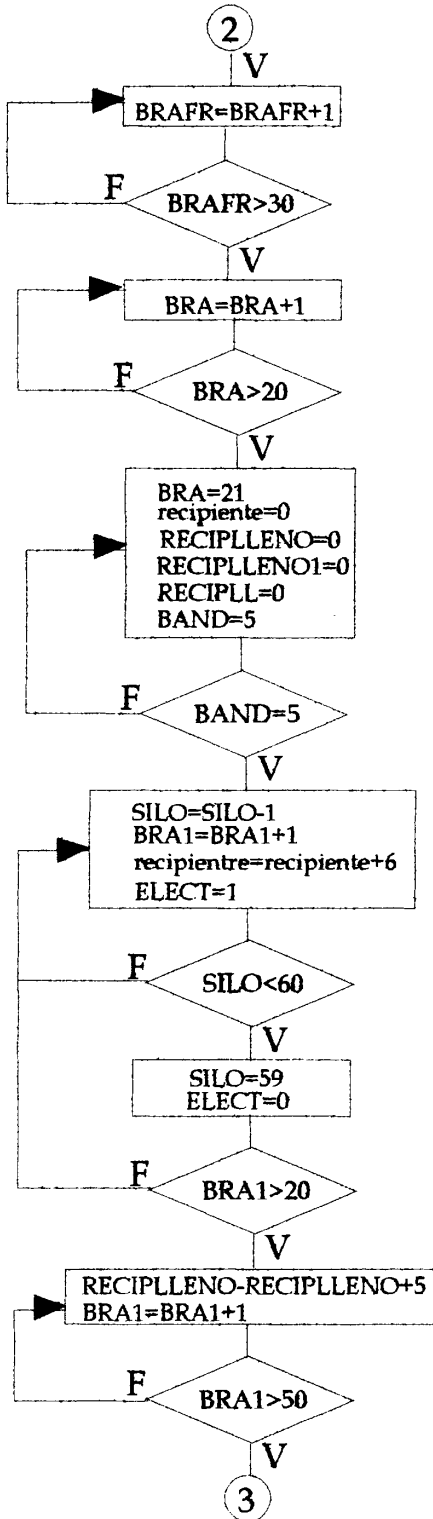 2
V
BRAFR=BRAFR+1
F
BRAFR>30
V
BRA=BRA+1
F
BRA>20
V
BRA=21
recipiente=0
RECIPLLENO=0
RECIPLLENO1=0
RECIPLL=0
BAND=5
F
BAND=5
V
SILO=SILO-1
BRA1=BRA1+1
recipientre=recipiente+6
ELECT=1
F
SILO<60
V
SILO=59
ELECT=0
F
BRA1>20
V
RECIPLLENO-RECIPLLENO+5
BRA1=BRA1+1
F
BRA1>50
V
3